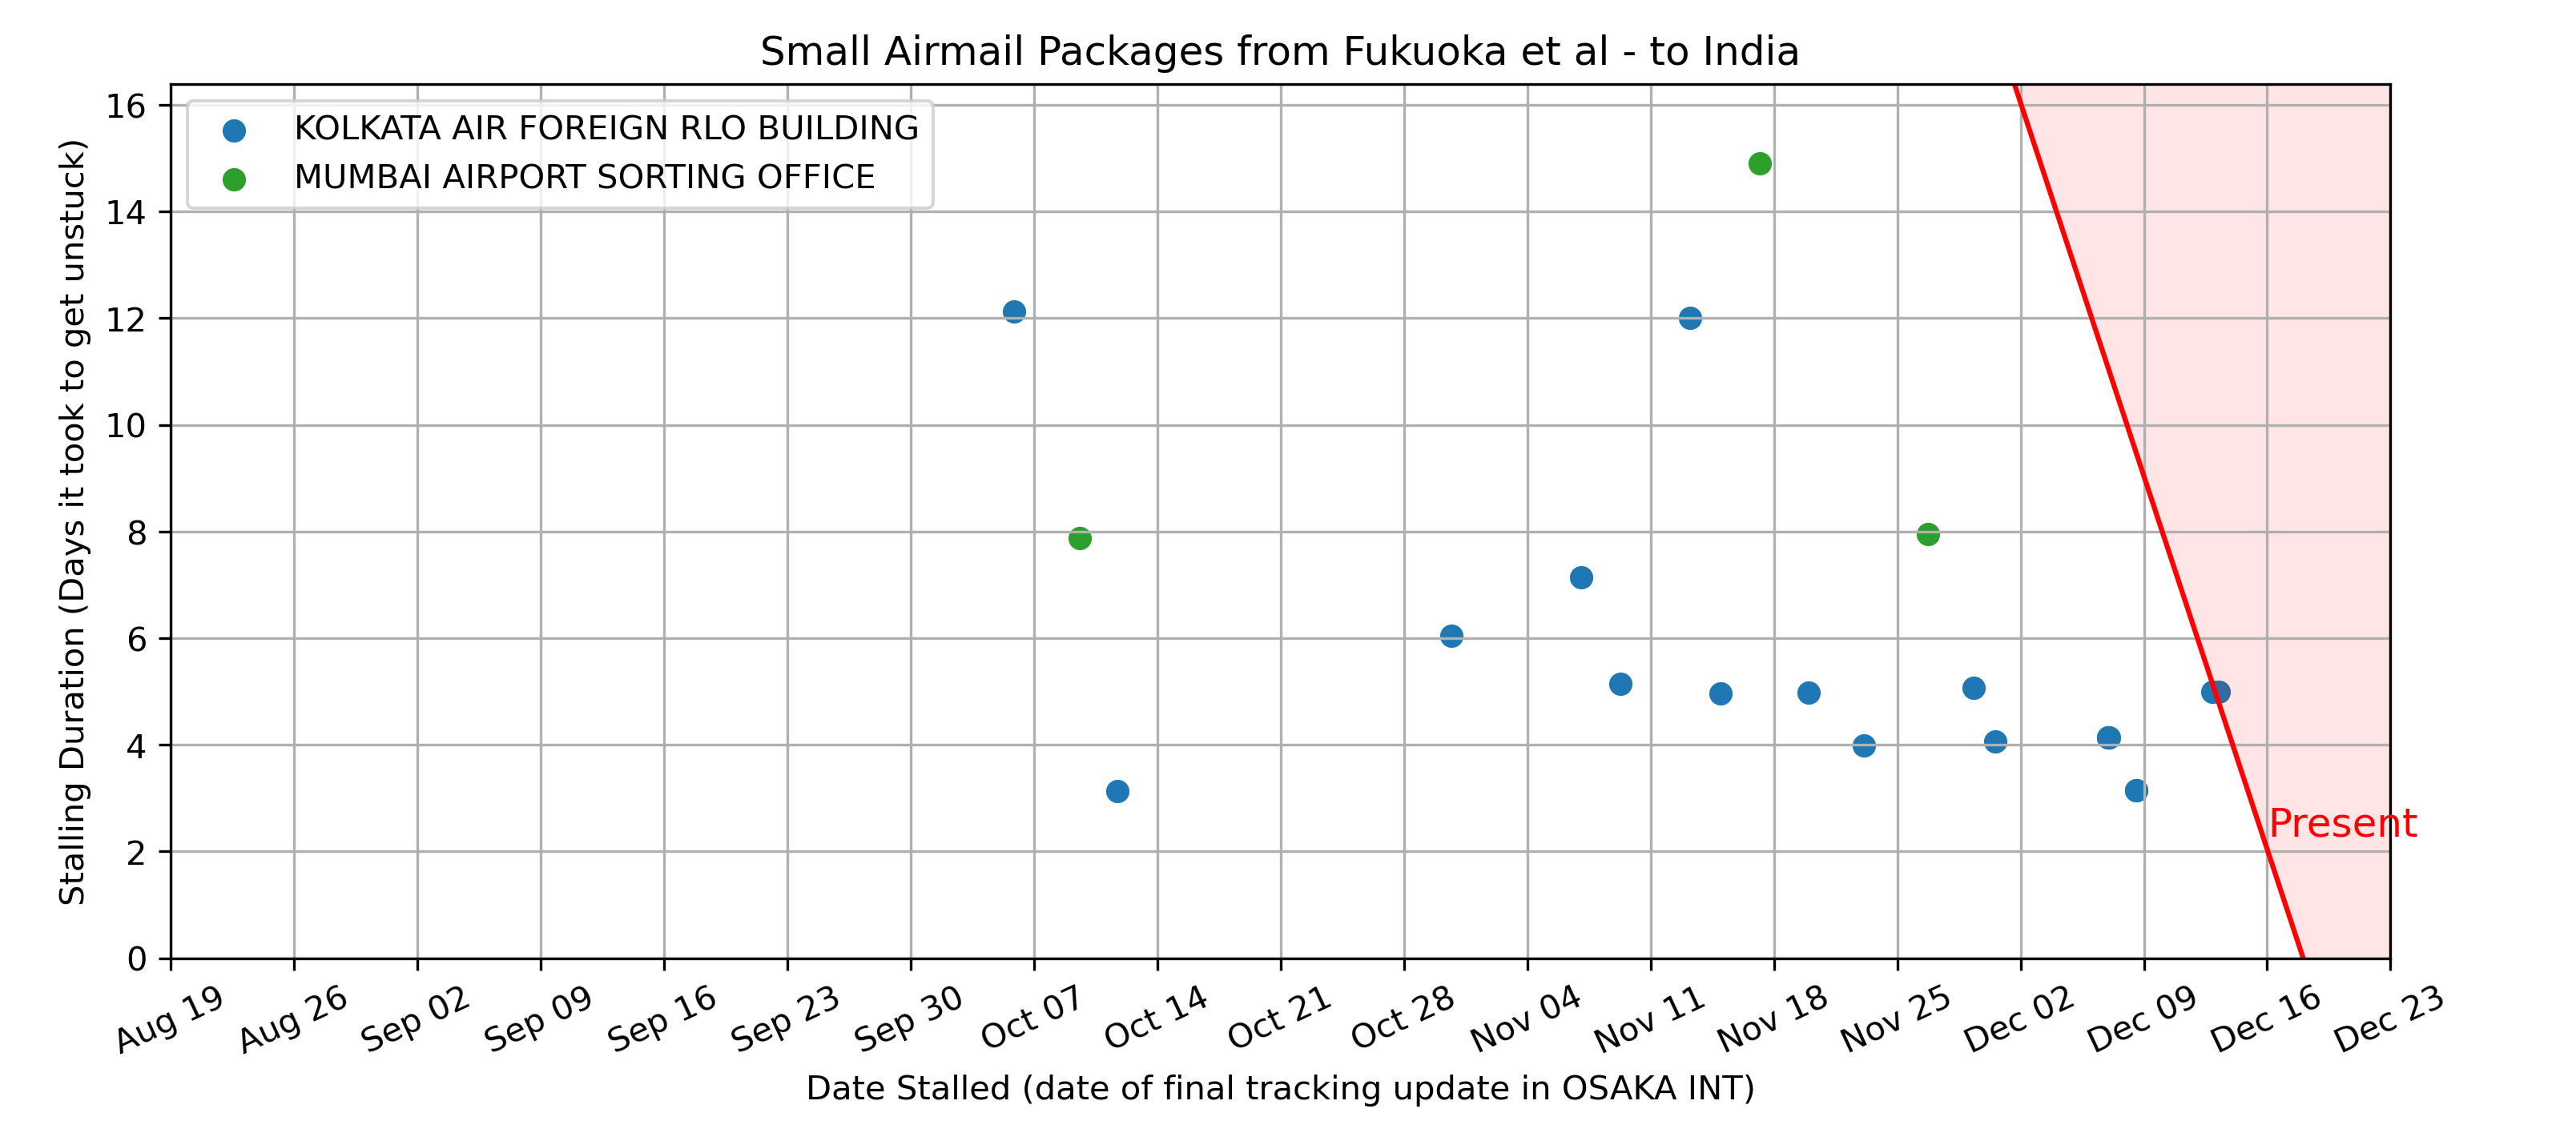 Small Airmail Packages from Fukuoka et al - to India
KOLKATA AIR FOREIGN RLO BUILDING
MUMBAI AIRPORT SORTING OFFICE
Stalling Duration (Days it took to get unstuck)
16
14
12
10
8
6
4
2
0
Present
Aug 19
Aug 26
Sep 02
Sep 09
Sep 16
Sep 23
Sep 30
Oct 07
Oct 14
Oct 21
Oct 28
Nov 04
Nov 11
Nov 18
Nov 25
Dec 02
Dec 09
Dec 16
Dec 23
Date Stalled (date of final tracking update in OSAKA INT)